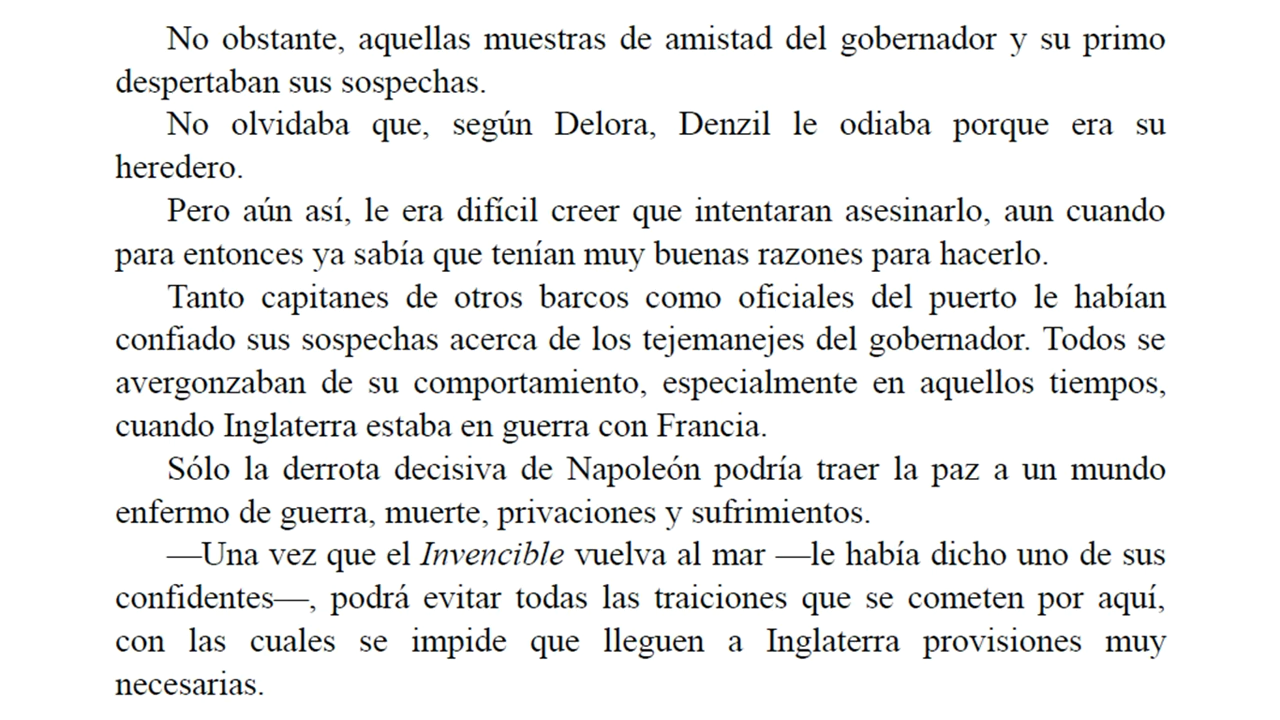 No obstante, aquellas muestras de amistad del gobernador y su primo
despertaban sus sospechas.
No olvidaba que, según Delora, Denzil le odiaba porque era su
heredero.
Pero aún así, le era difícil creer que intentaran asesinarlo, aun cuando
para entonces ya sabía que tenían muy buenas razones para hacerlo.
Tanto capitanes de otros barcos como oficiales del puerto le habían
confiado sus sospechas acerca de los tejemanejes del gobernador. Todos se
avergonzaban de su comportamiento, especialmente en aquellos tiempos,
cuando Inglaterra estaba en guerra con Francia.
Sólo la derrota decisiva de Napoleón podría traer la paz a un mundo
enfermo de guerra, muerte, privaciones y sufrimientos.
—Una vez que el Invencible vuelva al mar —le había dicho uno de sus
confidentes—, podrá evitar todas las traiciones que se cometen por aquí,
con las cuales se impide que lleguen a Inglaterra provisiones muy
necesarias.